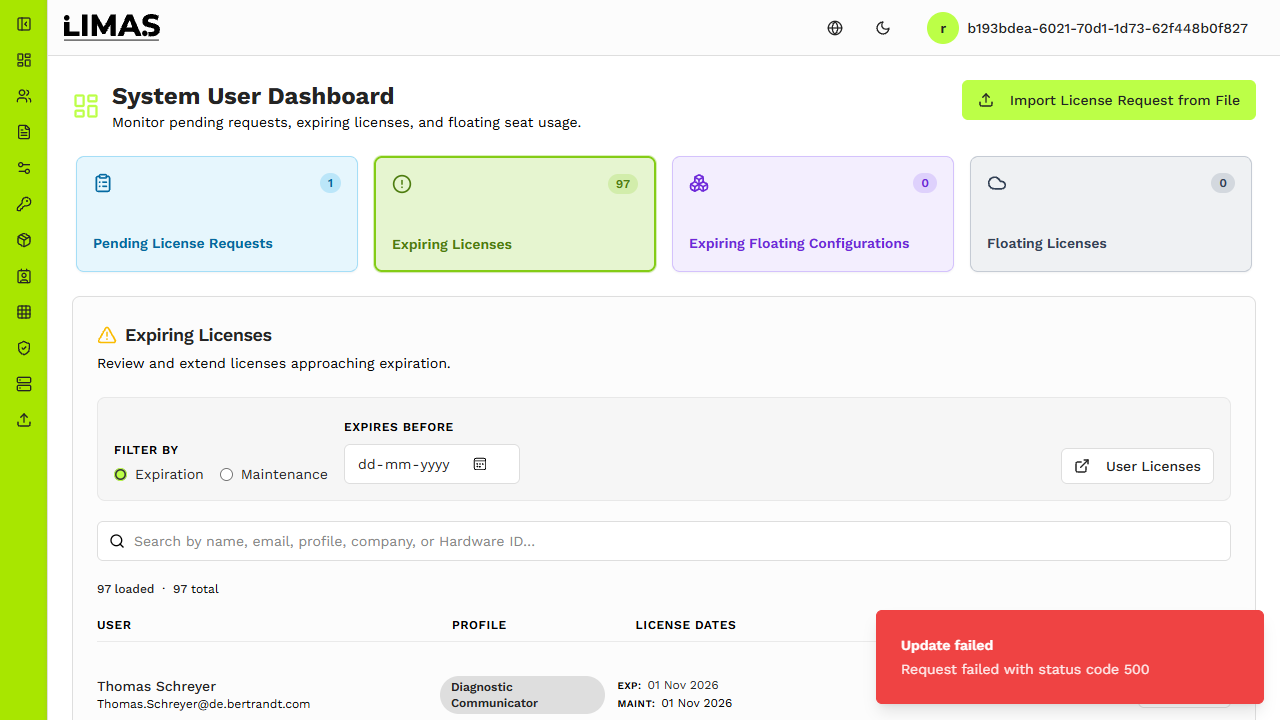 LIMAS
r
b193bdea-6021-70d1-1d73-62f448b0f827
System User Dashboard
Monitor pending requests, expiring licenses, and floating seat usage.
Import License Request from File
1
Pending License Requests
97
Expiring Licenses
0
Expiring Floating Configurations
0
Floating Licenses
Expiring Licenses
Review and extend licenses approaching expiration.
FILTER BY
Expiration
Maintenance
EXPIRES BEFORE
dd-mm-yyyy
User Licenses
Search by name, email, profile, company, or Hardware ID...
97 loaded · 97 total
USER PROFILE LICENSE DATES
Thomas Schreyer
Thomas.Schreyer@de.bertrandt.com
Diagnostic
Communicator
EXP: 01 Nov 2026
MAINT: 01 Nov 2026
Update failed
Request failed with status code 500